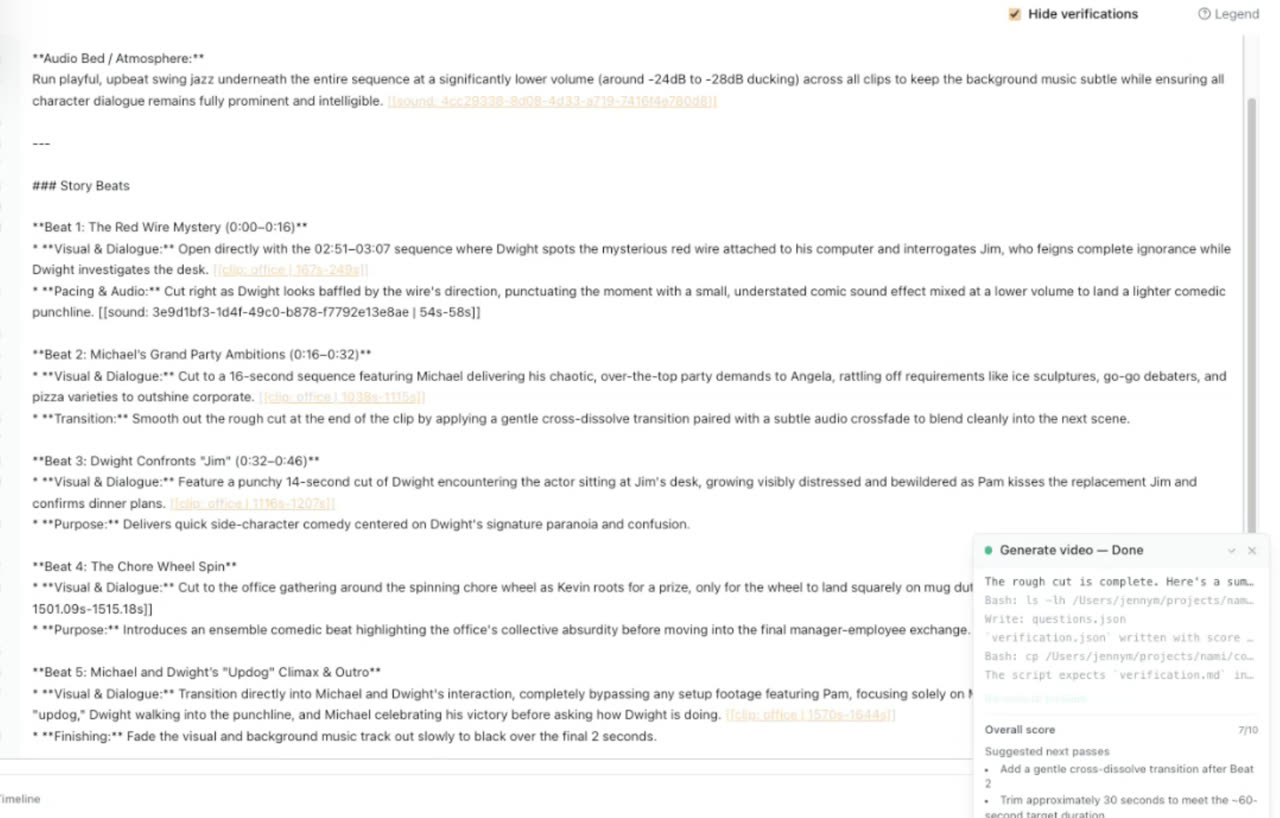 Hide verifications
Legend
**Audio Bed / Atmosphere:**
Run playful, upbeat swing jazz underneath the entire sequence at a significantly lower volume (around -24dB to -28dB ducking) across all clips to keep the background music subtle while ensuring all
character dialogue remains fully prominent and intelligible. [[sound: 4cc29338-8d08-4d33-a719-7416f4e780d8]]
---
### Story Beats
**Beat 1: The Red Wire Mystery (0:00–0:16)**
* **Visual & Dialogue:** Open directly with the 02:51–03:07 sequence where Dwight spots the mysterious red wire attached to his computer and interrogates Jim, who feigns complete ignorance while
Dwight investigates the desk. [[clip: office | 167s-249s]]
* **Pacing & Audio:** Cut right as Dwight looks baffled by the wire's direction, punctuating the moment with a small, understated comic sound effect mixed at a lower volume to land a lighter comedic
punchline. [[sound: 3e9d1bf3-1d4f-49c0-b878-f7792e13e8ae | 54s-58s]]
**Beat 2: Michael's Grand Party Ambitions (0:16–0:32)**
* **Visual & Dialogue:** Cut to a 16-second sequence featuring Michael delivering his chaotic, over-the-top party demands to Angela, rattling off requirements like ice sculptures, go-go debaters, and
pizza varieties to outshine corporate. [[clip: office | 1038s-1115s]]
* **Transition:** Smooth out the rough cut at the end of the clip by applying a gentle cross-dissolve transition paired with a subtle audio crossfade to blend cleanly into the next scene.
**Beat 3: Dwight Confronts "Jim" (0:32–0:46)**
* **Visual & Dialogue:** Feature a punchy 14-second cut of Dwight encountering the actor sitting at Jim's desk, growing visibly distressed and bewildered as Pam kisses the replacement Jim and
confirms dinner plans. [[clip: office | 1116s-1207s]]
* **Purpose:** Delivers quick side-character comedy centered on Dwight's signature paranoia and confusion.
**Beat 4: The Chore Wheel Spin**
* **Visual & Dialogue:** Cut to the office gathering around the spinning chore wheel as Kevin roots for a prize, only for the wheel to land squarely on mug dut
1501.09s-1515.18s]]
* **Purpose:** Introduces an ensemble comedic beat highlighting the office's collective absurdity before moving into the final manager-employee exchange.
**Beat 5: Michael and Dwight's "Updog" Climax & Outro**
* **Visual & Dialogue:** Transition directly into Michael and Dwight's interaction, completely bypassing any setup footage featuring Pam, focusing solely on
"updog," Dwight walking into the punchline, and Michael celebrating his victory before asking how Dwight is doing. [[clip: office | 1570s-1644s]]
* **Finishing:** Fade the visual and background music track out slowly to black over the final 2 seconds.
Timeline
Generate video — Done
The rough cut is complete. Here's a sum…
Bash: ls -lh /Users/jennym/projects/nam…
Write: questions.json
`verification.json` written with score …
Bash: cp /Users/jennym/projects/nami/co…
The script expects `verification.md` in…
Overall score 7/10
Suggested next passes
• Add a gentle cross-dissolve transition after Beat
2
• Trim approximately 30 seconds to meet the ~60-
second target duration